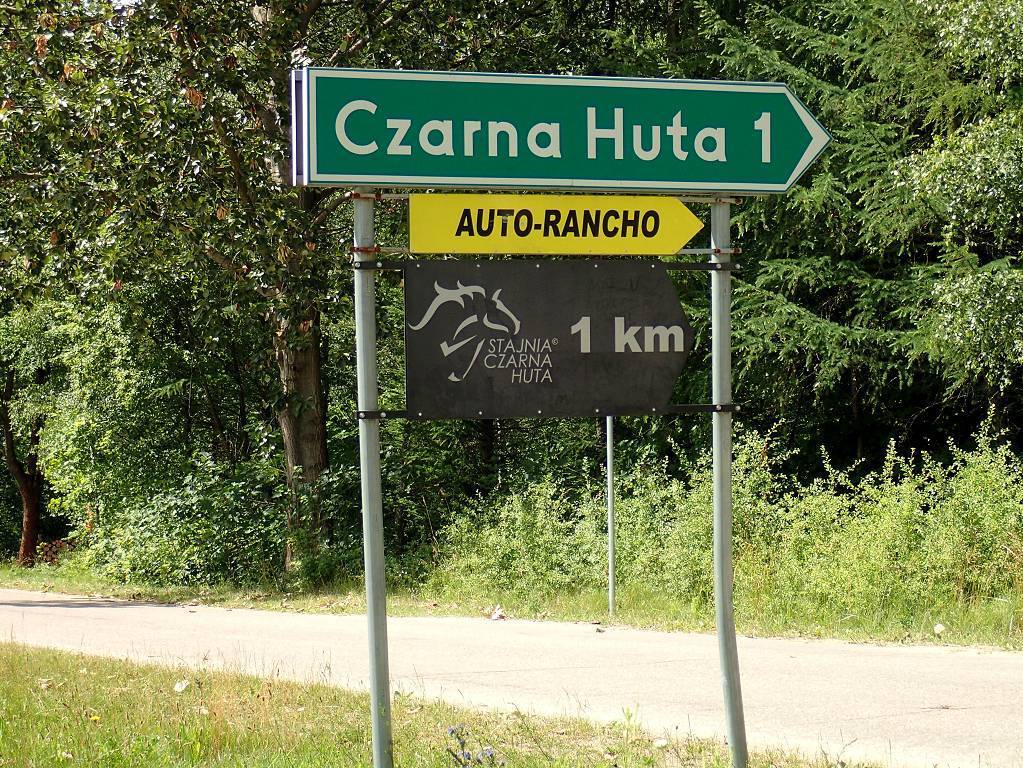 Czarna Huta 1
AUTO-RANCHO
STAJNIA©
CZARNA
HUTA
1 km